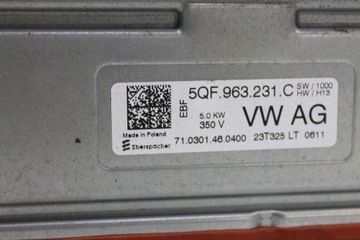 5QF.963.231.C SW/1000
HW/H13
EBF
5.0 KW
350 V
VW AG
Made in Poland
Eberspächer
71.0301.46.0400 23T325 LT 0611